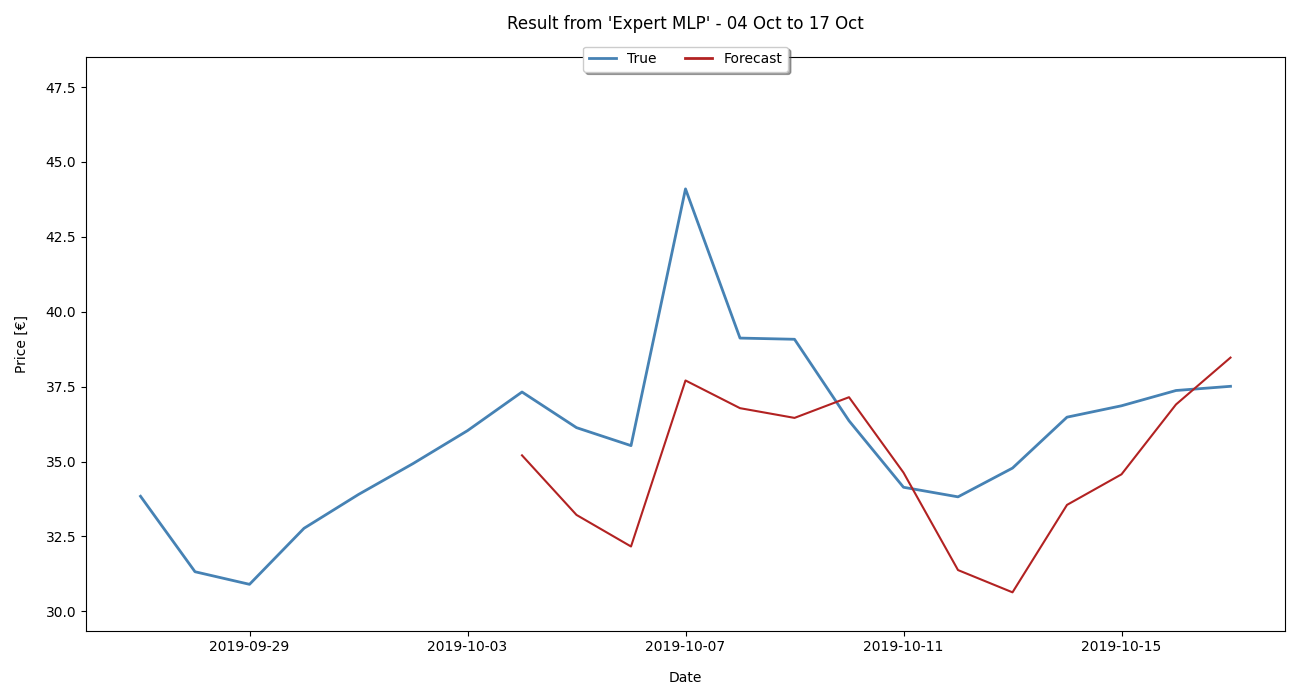 Result from 'Expert MLP' - 04 Oct to 17 Oct
True Forecast
47.5
45.0
42.5
40.0
37.5
35.0
32.5
30.0
Price [€]
2019-09-29 2019-10-03 2019-10-07 2019-10-11 2019-10-15
Date